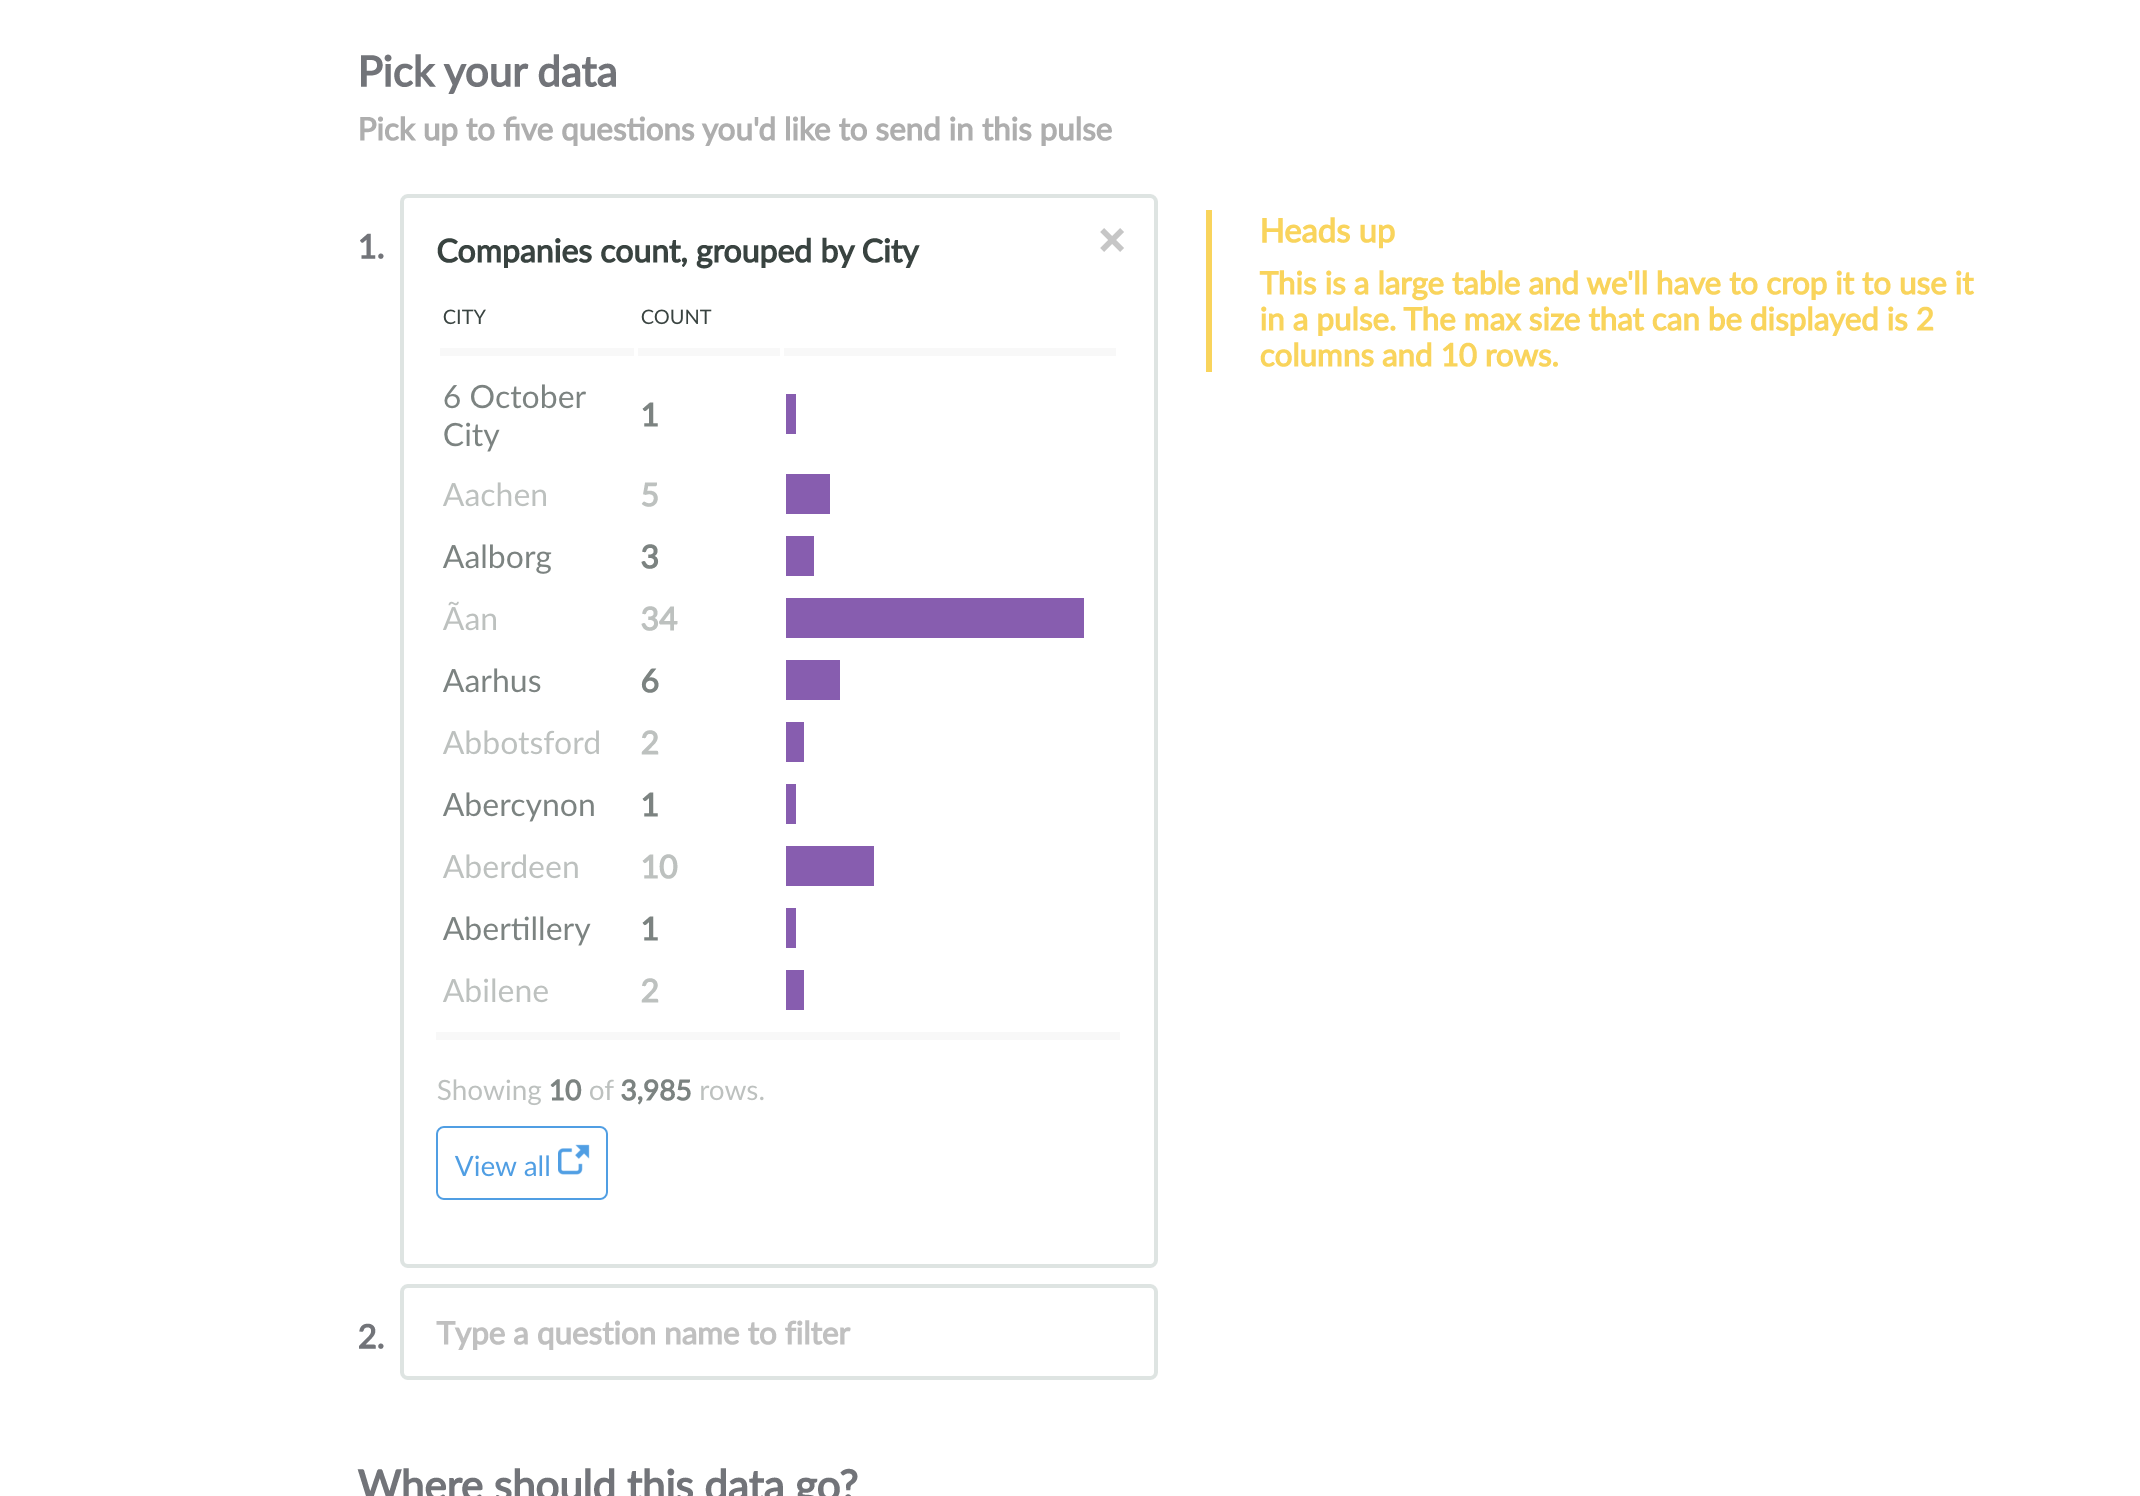 Pick your data
Pick up to five questions you'd like to send in this pulse
1.
Companies count, grouped by City
CITY COUNT
6 October
City
1
Aachen 5
Aalborg 3
Ãan 34
Aarhus 6
Abbotsford 2
Abercynon 1
Aberdeen 10
Abertillery 1
Abilene 2
Showing 10 of 3,985 rows.
View all
Heads up
This is a large table and we'll have to crop it to use it
in a pulse. The max size that can be displayed is 2
columns and 10 rows.
2.
Type a question name to filter
Where should this data go?